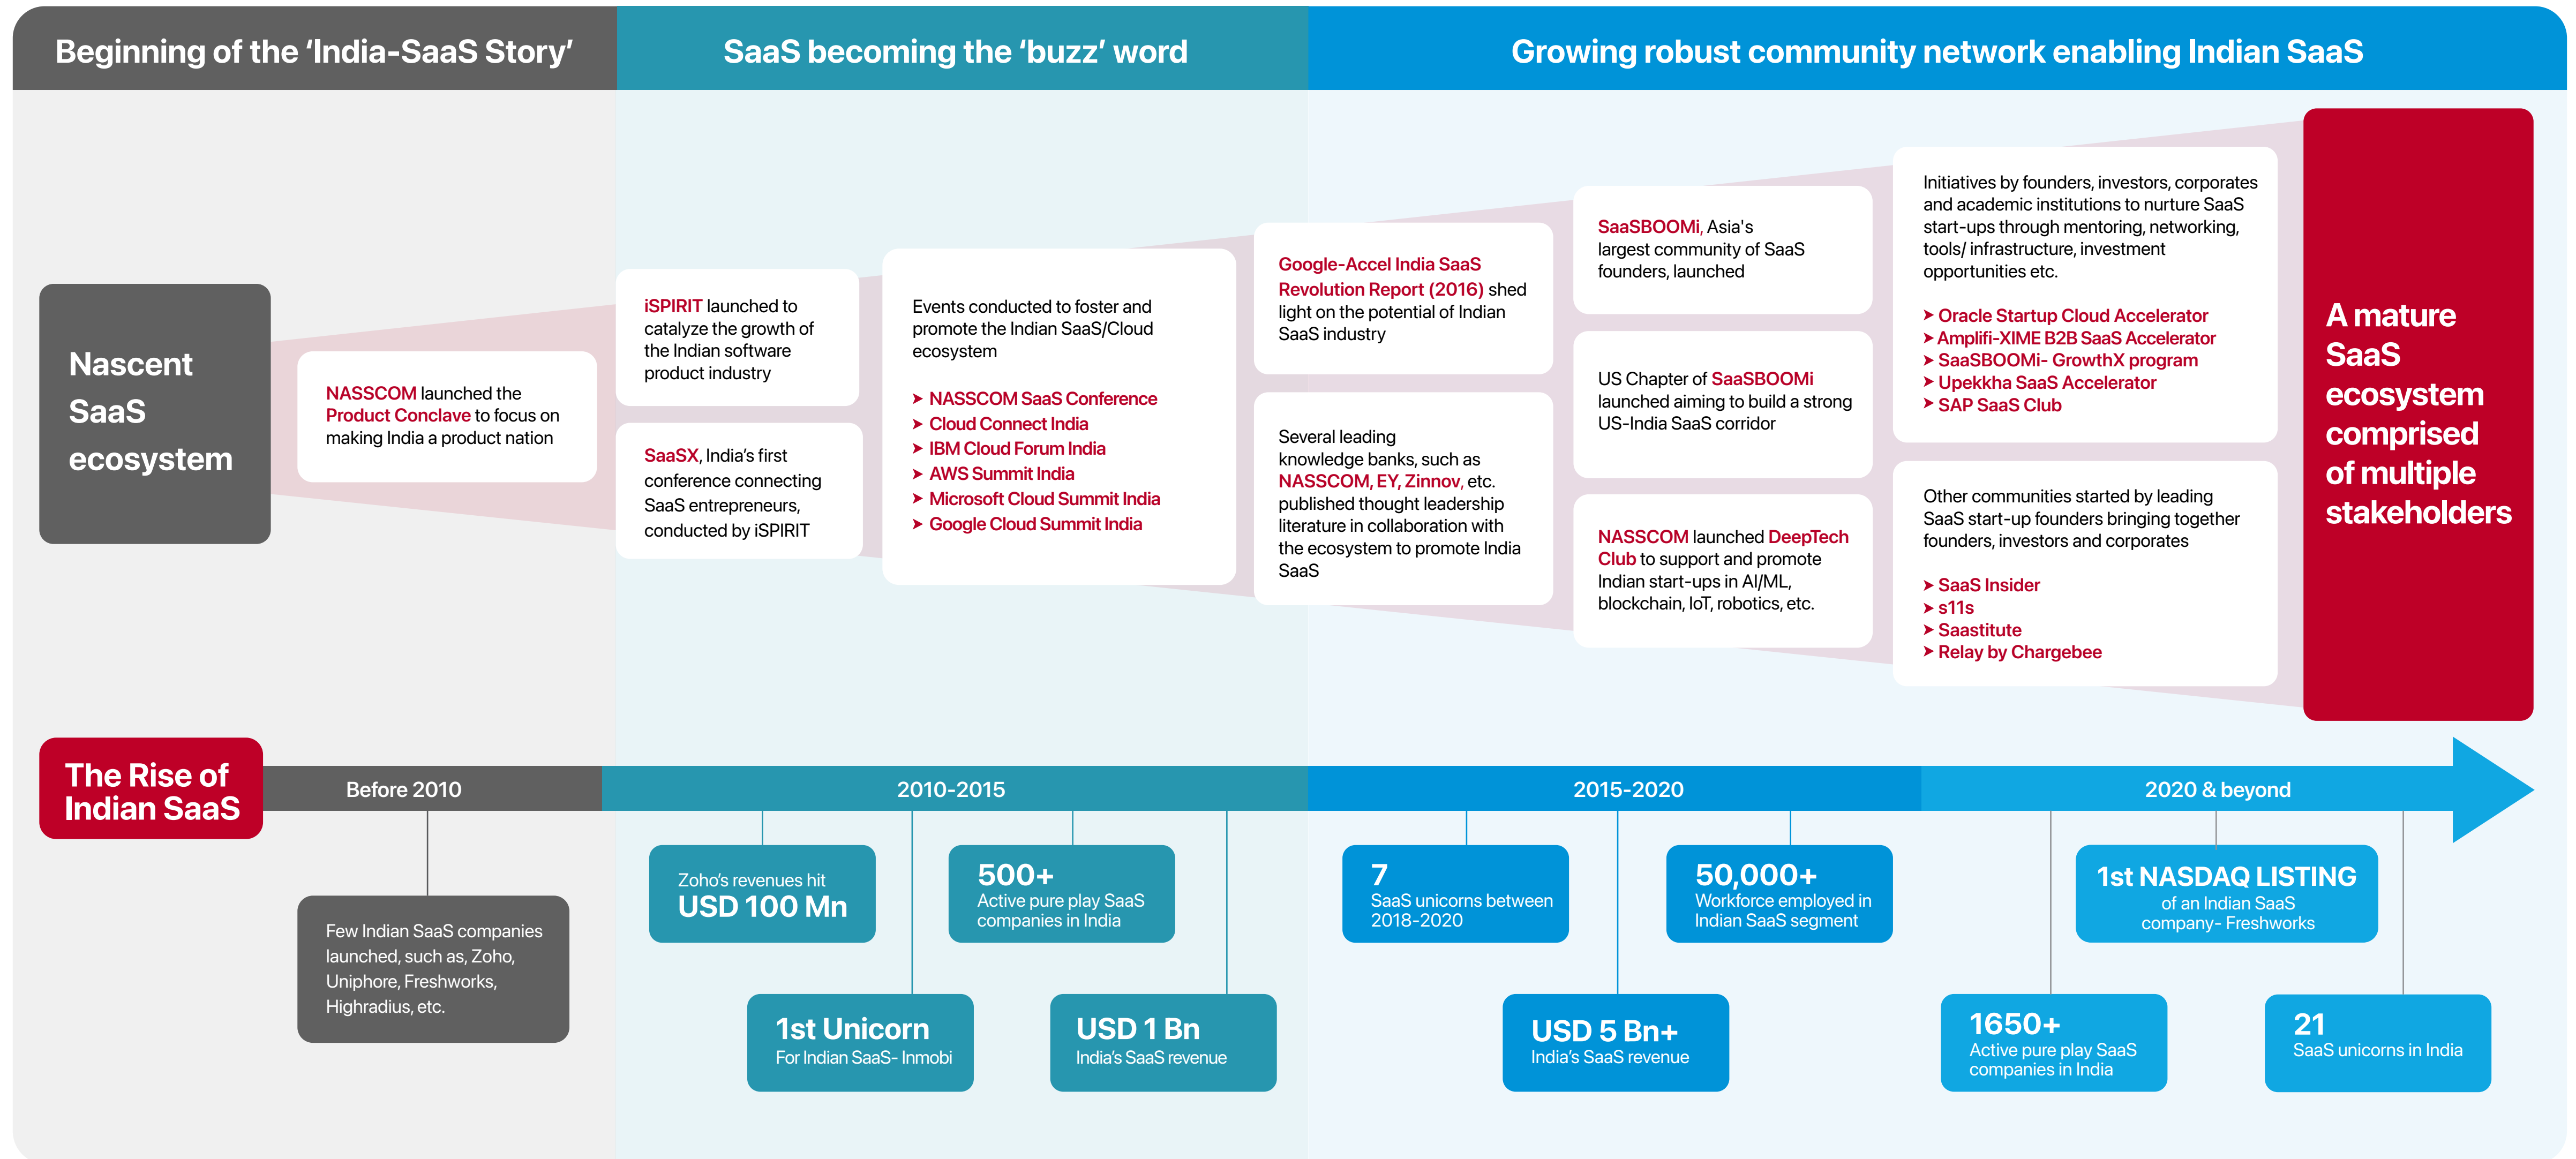 Beginning of the ‘India-SaaS Story’
SaaS becoming the ‘buzz’ word
Growing robust community network enabling Indian SaaS
Nascent
SaaS
ecosystem
NASSCOM launched the
Product Conclave to focus on
making India a product nation
iSPIRIT launched to
catalyze the growth of
the Indian software
product industry
SaaSX, India’s first
conference connecting
SaaS entrepreneurs,
conducted by iSPIRIT
Events conducted to foster and
promote the Indian SaaS/Cloud
ecosystem
➤ NASSCOM SaaS Conference
➤ Cloud Connect India
➤ IBM Cloud Forum India
➤ AWS Summit India
➤ Microsoft Cloud Summit India
➤ Google Cloud Summit India
Google-Accel India SaaS
Revolution Report (2016) shed
light on the potential of Indian
SaaS industry
Several leading
knowledge banks, such as
NASSCOM, EY, Zinnov, etc.
published thought leadership
literature in collaboration with
the ecosystem to promote India
SaaS
SaaSBOOMi, Asia's
largest community of SaaS
founders, launched
US Chapter of SaaSBOOMi
launched aiming to build a strong
US-India SaaS corridor
NASSCOM launched DeepTech
Club to support and promote
Indian start-ups in AI/ML,
blockchain, IoT, robotics, etc.
Initiatives by founders, investors, corporates
and academic institutions to nurture SaaS
start-ups through mentoring, networking,
tools/ infrastructure, investment
opportunities etc.
➤ Oracle Startup Cloud Accelerator
➤ Amplifi-XIME B2B SaaS Accelerator
➤ SaaSBOOMi- GrowthX program
➤ Upekkha SaaS Accelerator
➤ SAP SaaS Club
Other communities started by leading
SaaS start-up founders bringing together
founders, investors and corporates
➤ SaaS Insider
➤ s11s
➤ Saastitute
➤ Relay by Chargebee
A mature
SaaS
ecosystem
comprised
of multiple
stakeholders
The Rise of
Indian SaaS
Before 2010
2010-2015
2015-2020
2020 & beyond
Few Indian SaaS companies
launched, such as, Zoho,
Uniphore, Freshworks,
Highradius, etc.
Zoho’s revenues hit
USD 100 Mn
1st Unicorn
For Indian SaaS- Inmobi
500+
Active pure play SaaS
companies in India
USD 1 Bn
India’s SaaS revenue
7
SaaS unicorns between
2018-2020
USD 5 Bn+
India’s SaaS revenue
50,000+
Workforce employed in
Indian SaaS segment
1650+
Active pure play SaaS
companies in India
1st NASDAQ LISTING
of an Indian SaaS
company- Freshworks
21
SaaS unicorns in India